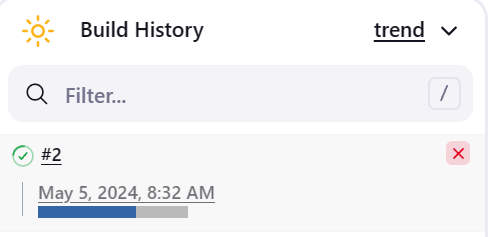 Build History
trend
Filter...
/
#2
May 5, 2024, 8:32 AM